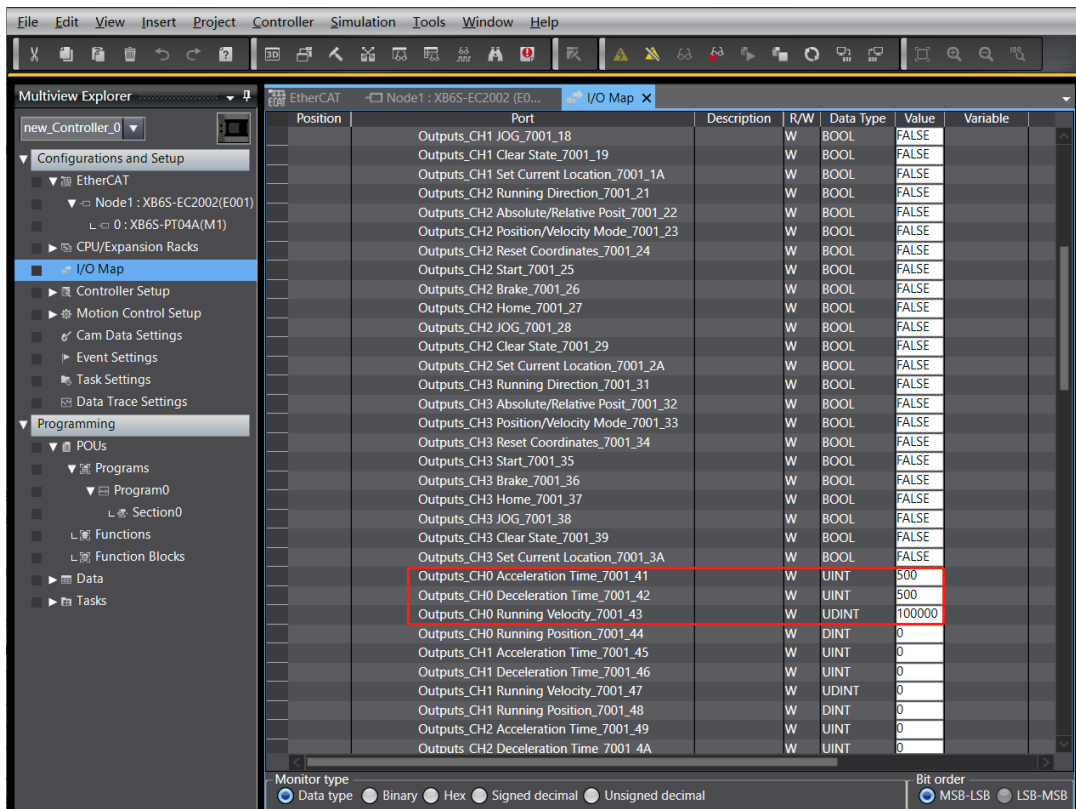 File Edit View Insert Project Controller Simulation Tools Window Help
3D
100%
Multiview Explorer
new_Controller_0
Configurations and Setup
EtherCAT
Node1 : XB6S-EC2002(E001)
0 : XB6S-PT04A(M1)
CPU/Expansion Racks
I/O Map
Controller Setup
Motion Control Setup
Cam Data Settings
Event Settings
Task Settings
Data Trace Settings
Programming
POUs
Programs
Program0
Section0
Functions
Function Blocks
Data
Tasks
EtherCAT Node1 : XB6S-EC2002 (E0... I/O Map
Position Port Description R/W Data Type Value Variable
Outputs_CH1 JOG_7001_18 W BOOL FALSE
Outputs_CH1 Clear State_7001_19 W BOOL FALSE
Outputs_CH1 Set Current Location_7001_1A W BOOL FALSE
Outputs_CH2 Running Direction_7001_21 W BOOL FALSE
Outputs_CH2 Absolute/Relative Posit_7001_22 W BOOL FALSE
Outputs_CH2 Position/Velocity Mode_7001_23 W BOOL FALSE
Outputs_CH2 Reset Coordinates_7001_24 W BOOL FALSE
Outputs_CH2 Start_7001_25 W BOOL FALSE
Outputs_CH2 Brake_7001_26 W BOOL FALSE
Outputs_CH2 Home_7001_27 W BOOL FALSE
Outputs_CH2 JOG_7001_28 W BOOL FALSE
Outputs_CH2 Clear State_7001_29 W BOOL FALSE
Outputs_CH2 Set Current Location_7001_2A W BOOL FALSE
Outputs_CH3 Running Direction_7001_31 W BOOL FALSE
Outputs_CH3 Absolute/Relative Posit_7001_32 W BOOL FALSE
Outputs_CH3 Position/Velocity Mode_7001_33 W BOOL FALSE
Outputs_CH3 Reset Coordinates_7001_34 W BOOL FALSE
Outputs_CH3 Start_7001_35 W BOOL FALSE
Outputs_CH3 Brake_7001_36 W BOOL FALSE
Outputs_CH3 Home_7001_37 W BOOL FALSE
Outputs_CH3 JOG_7001_38 W BOOL FALSE
Outputs_CH3 Clear State_7001_39 W BOOL FALSE
Outputs_CH3 Set Current Location_7001_3A W BOOL FALSE
Outputs_CH0 Acceleration Time_7001_41 W UINT 500
Outputs_CH0 Deceleration Time_7001_42 W UINT 500
Outputs_CH0 Running Velocity_7001_43 W UDINT 100000
Outputs_CH0 Running Position_7001_44 W DINT 0
Outputs_CH1 Acceleration Time_7001_45 W UINT 0
Outputs_CH1 Deceleration Time_7001_46 W UINT 0
Outputs_CH1 Running Velocity_7001_47 W UDINT 0
Outputs_CH1 Running Position_7001_48 W DINT 0
Outputs_CH2 Acceleration Time_7001_49 W UINT 0
Outputs_CH2 Deceleration Time_7001_4A W UINT 0
Monitor type Bit order
Data type Binary Hex Signed decimal Unsigned decimal MSB-LSB LSB-MSB